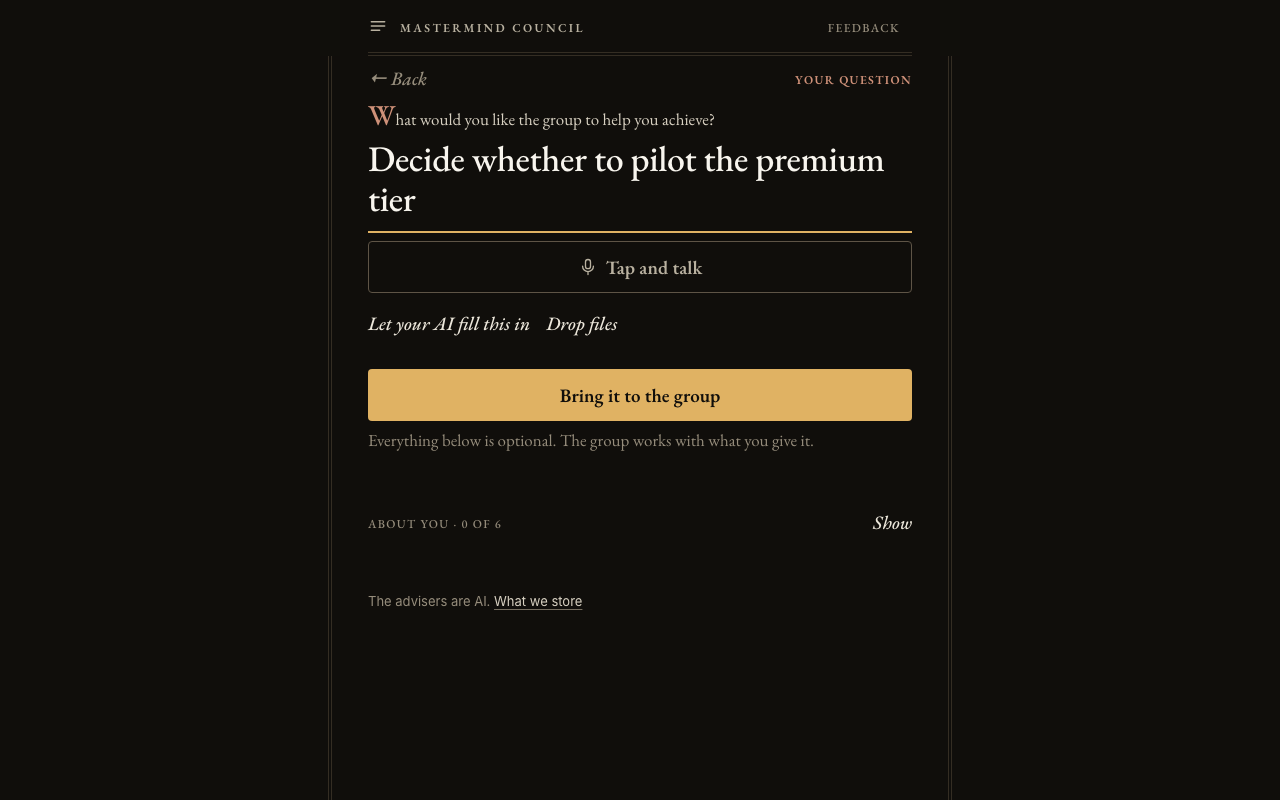 MASTERMIND COUNCIL
FEEDBACK
← Back
YOUR QUESTION
What would you like the group to help you achieve?
Decide whether to pilot the premium
tier
Tap and talk
Let your AI fill this in
Drop files
Bring it to the group
Everything below is optional. The group works with what you give it.
ABOUT YOU · 0 OF 6
Show
The advisers are AI. What we store